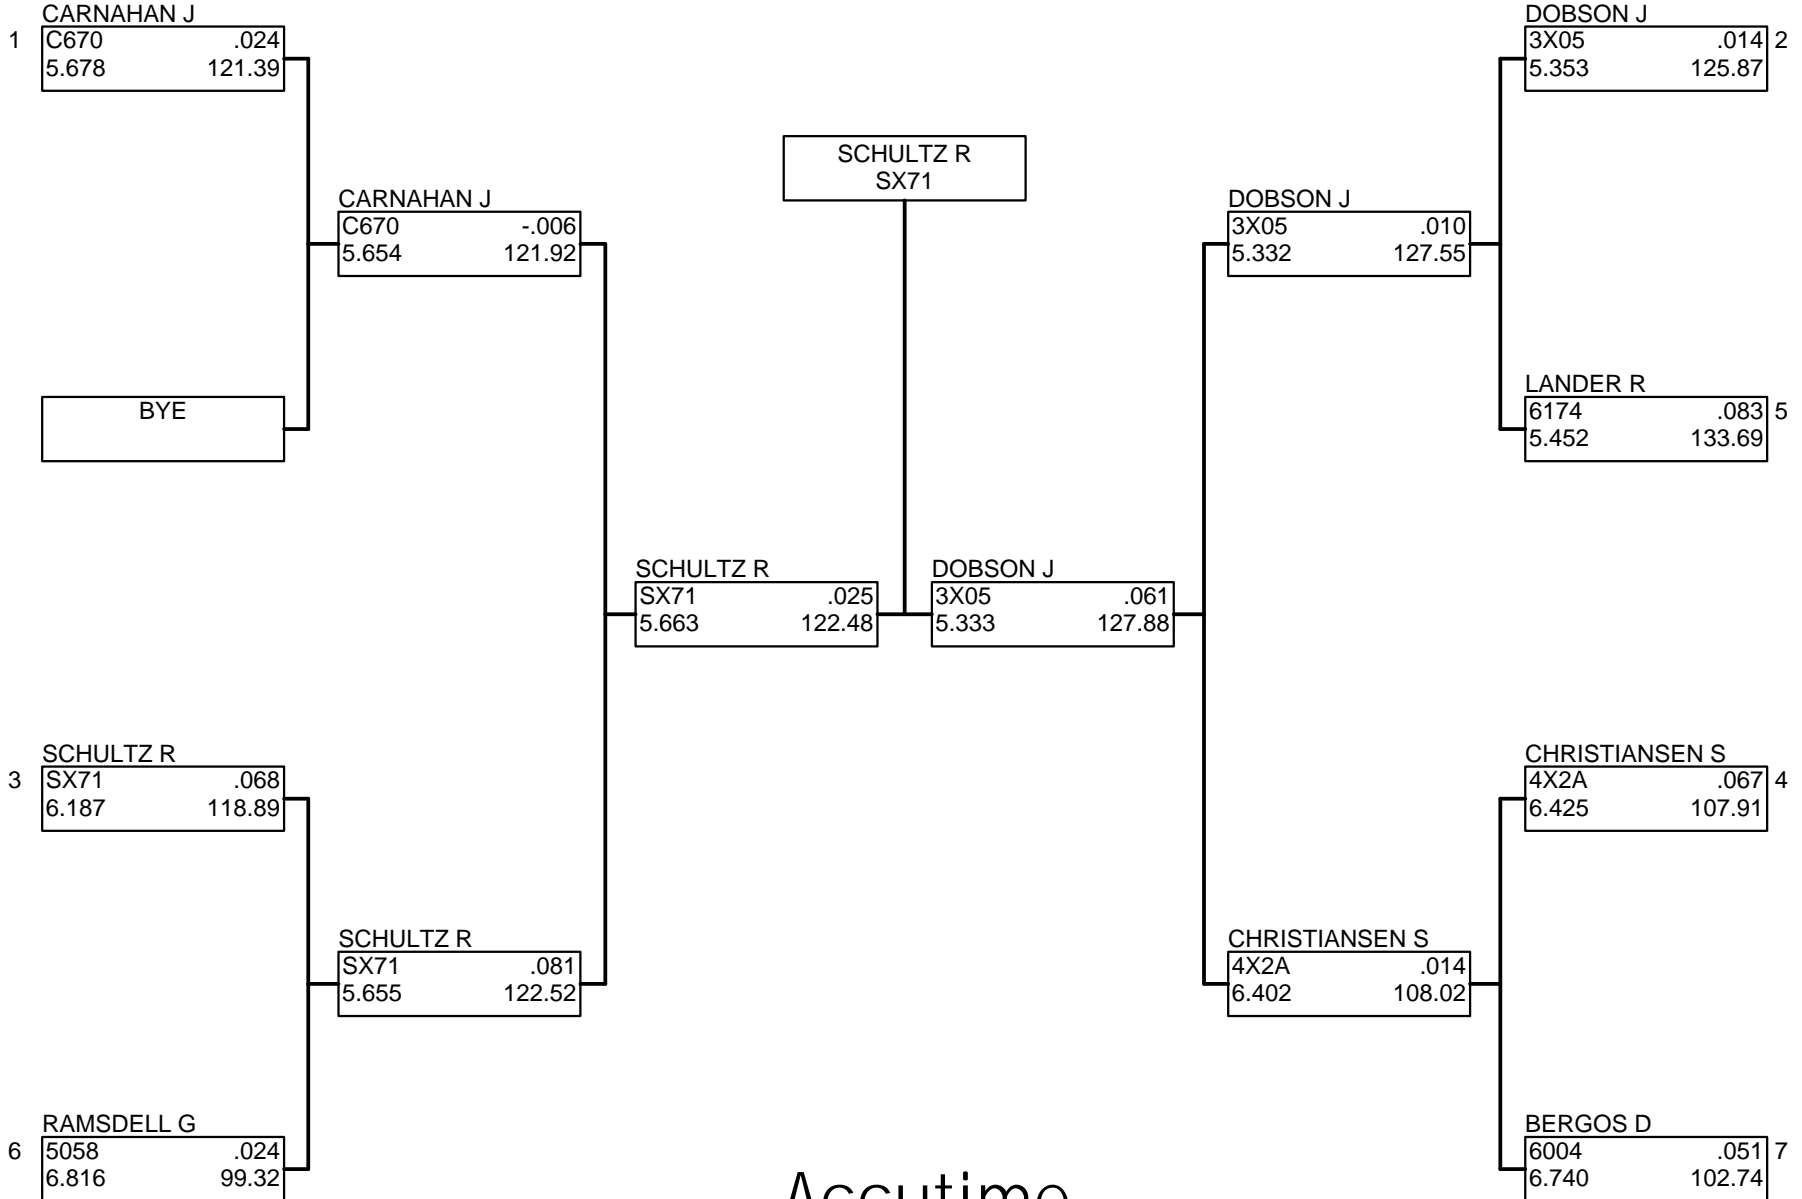 CARNAHAN J
1 C670 .024
5.678 121.39
BYE
SCHULTZ R
3 SX71 .068
6.187 118.89
RAMSDELL G
6 5058 .024
6.816 99.32
CARNAHAN J
C670 -.006
5.654 121.92
SCHULTZ R
SX71 .081
5.655 122.52
SCHULTZ R
SX71 .025
5.663 122.48
SCHULTZ R
SX71
DOBSON J
3X05 .061
5.333 127.88
DOBSON J
3X05 .010
5.332 127.55
CHRISTIANSEN S
4X2A .014
6.402 108.02
DOBSON J
3X05 .014 2
5.353 125.87
LANDER R
6174 .083 5
5.452 133.69
CHRISTIANSEN S
4X2A .067 4
6.425 107.91
BERGOS D
6004 .051 7
6.740 102.74
Accutime